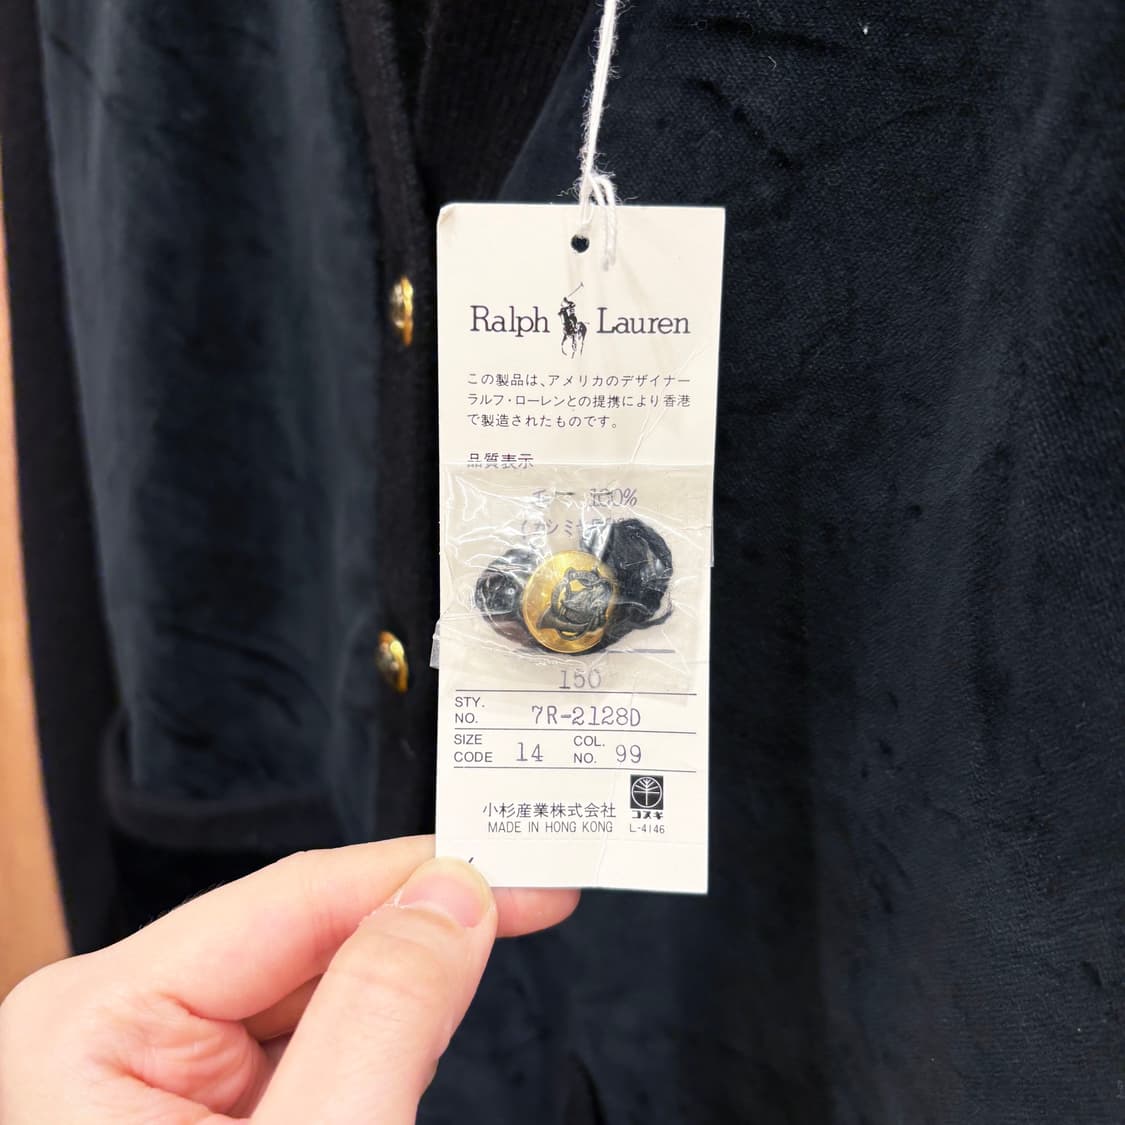 Ralph Lauren
この製品は、アメリカのデザイナー
ラルフ・ローレンとの提携により香港
で製造されたものです。
品質表示
100%
150
STY. NO. 7R-2128D
SIZE CODE 14 COL. NO. 99
小杉産業株式会社
コスギ
MADE IN HONG KONG L-4146